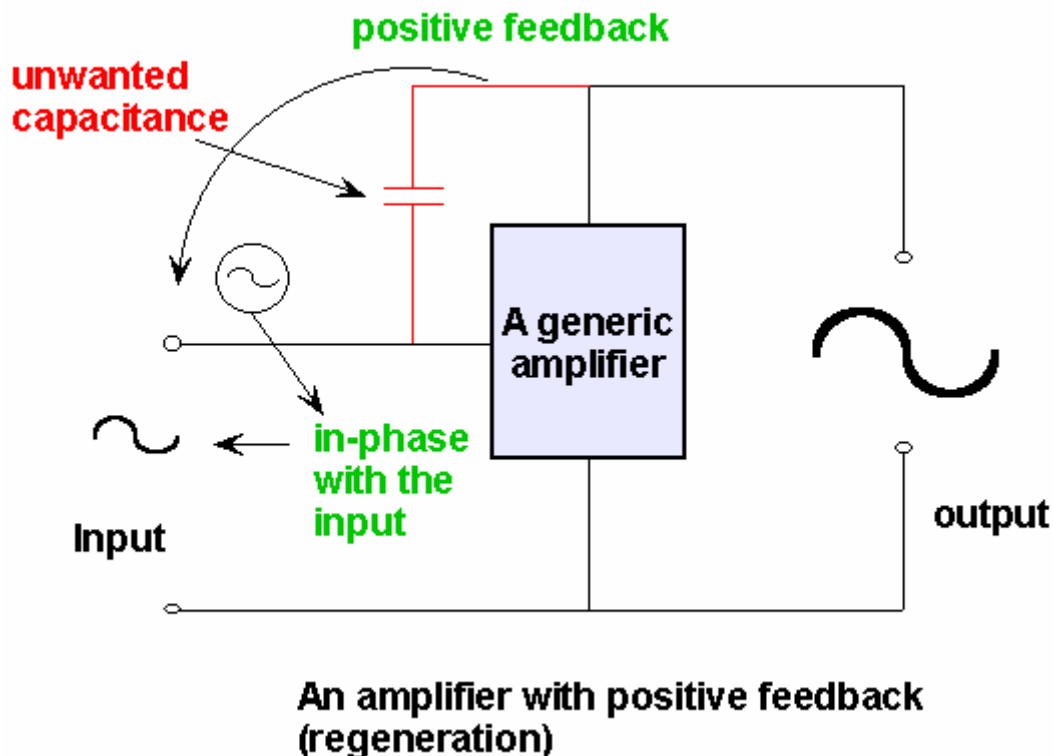 positive feedback
unwanted
capacitance
A generic
amplifier
in-phase
with the
input
Input
output
An amplifier with positive feedback
(regeneration)